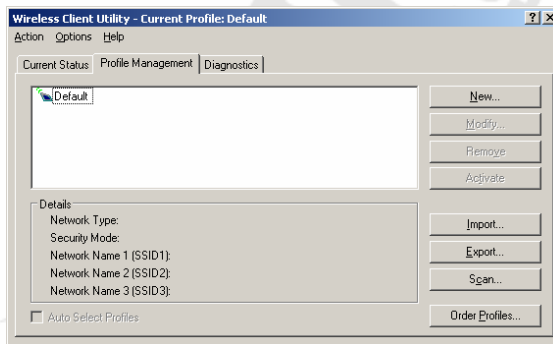 Wireless Client Utility - Current Profile: Default
Action Options Help
Current Status Profile Management Diagnostics
Default
New...
Modify...
Remove
Activate
Details
Network Type:
Security Mode:
Network Name 1 (SSID1):
Network Name 2 (SSID2):
Network Name 3 (SSID3):
Import...
Export...
Scan...
Auto Select Profiles
Order Profiles...